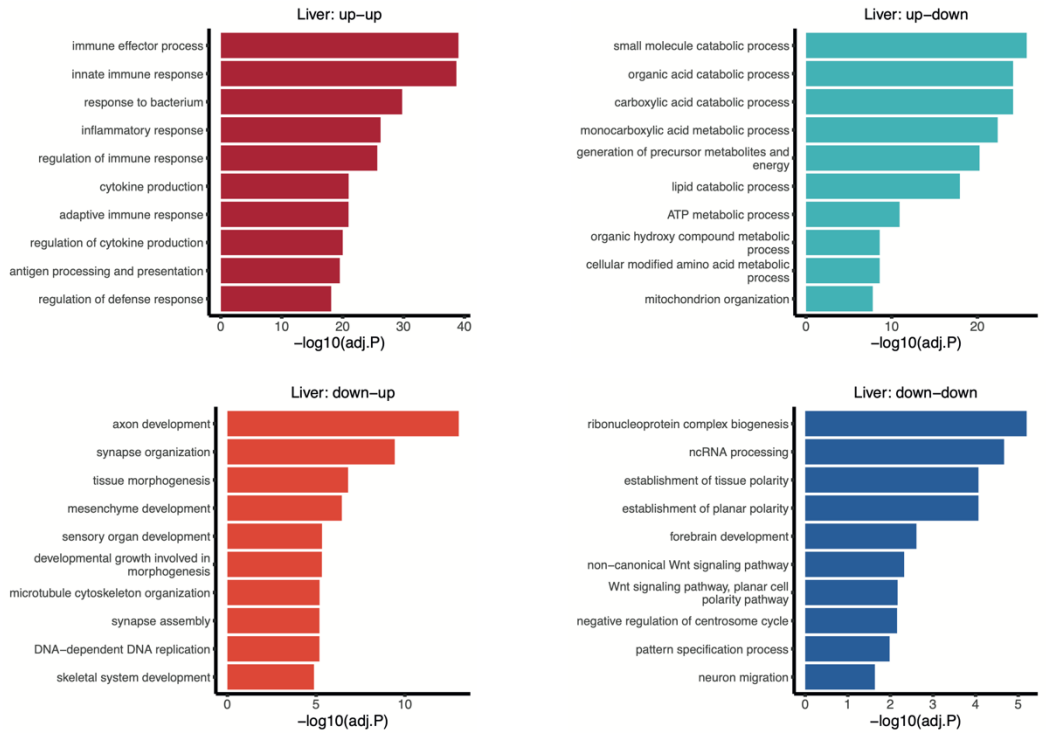 Liver: up−up
immune effector process
innate immune response
response to bacterium
inflammatory response
regulation of immune response
cytokine production
adaptive immune response
regulation of cytokine production
antigen processing and presentation
regulation of defense response
0 10 20 30 40
−log10(adj.P)
Liver: up−down
small molecule catabolic process
organic acid catabolic process
carboxylic acid catabolic process
monocarboxylic acid metabolic process
generation of precursor metabolites and
energy
lipid catabolic process
ATP metabolic process
organic hydroxy compound metabolic
process
cellular modified amino acid metabolic
process
mitochondrion organization
0 10 20
−log10(adj.P)
Liver: down−up
axon development
synapse organization
tissue morphogenesis
mesenchyme development
sensory organ development
developmental growth involved in
morphogenesis
microtubule cytoskeleton organization
synapse assembly
DNA−dependent DNA replication
skeletal system development
0 5 10
−log10(adj.P)
Liver: down−down
ribonucleoprotein complex biogenesis
ncRNA processing
establishment of tissue polarity
establishment of planar polarity
forebrain development
non−canonical Wnt signaling pathway
Wnt signaling pathway, planar cell
polarity pathway
negative regulation of centrosome cycle
pattern specification process
neuron migration
0 1 2 3 4 5
−log10(adj.P)